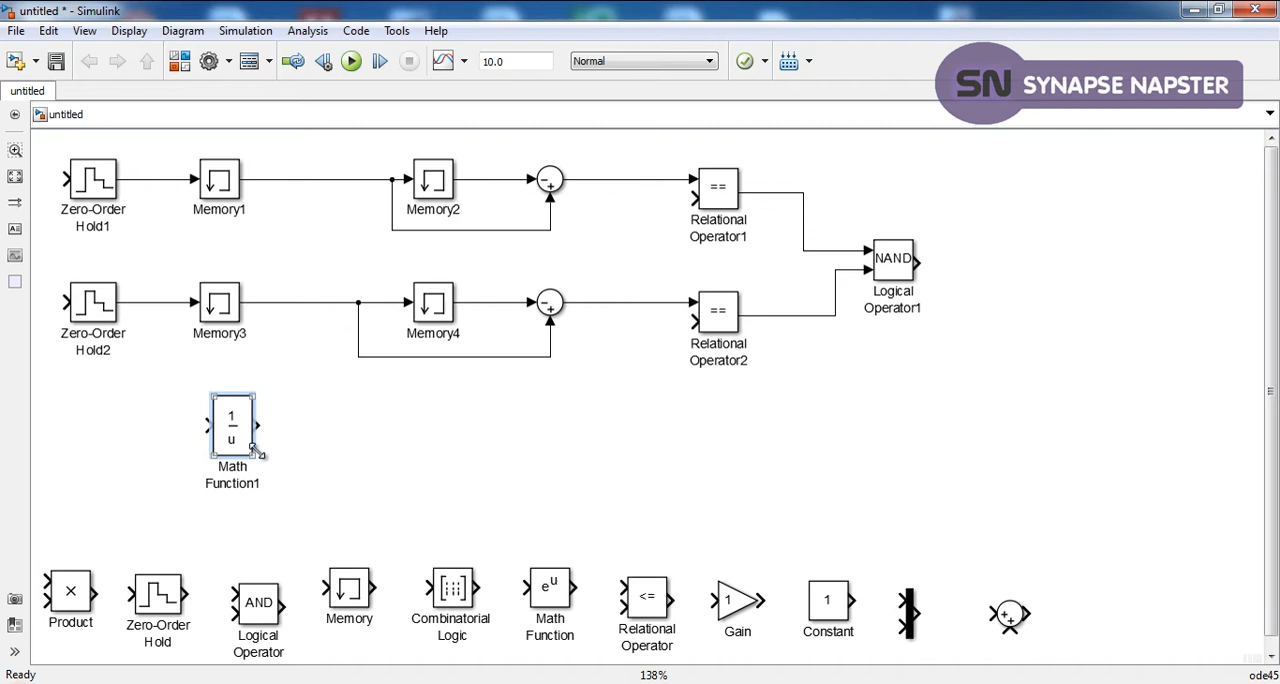 untitled * - Simulink
File Edit View Display Diagram Simulation Analysis Code Tools Help
10.0
Normal
SN SYNAPSE NAPSTER
untitled
untitled
Zero-Order
Hold1
Memory1
Memory2
==
Relational
Operator1
NAND
Logical
Operator1
Zero-Order
Hold2
Memory3
Memory4
==
Relational
Operator2
1
u
Math
Function1
×
Product
Zero-Order
Hold
AND
Logical
Operator
Memory
Combinatorial
Logic
e^u
Math
Function
<=
Relational
Operator
1
Gain
1
Constant
Ready
138%
ode45